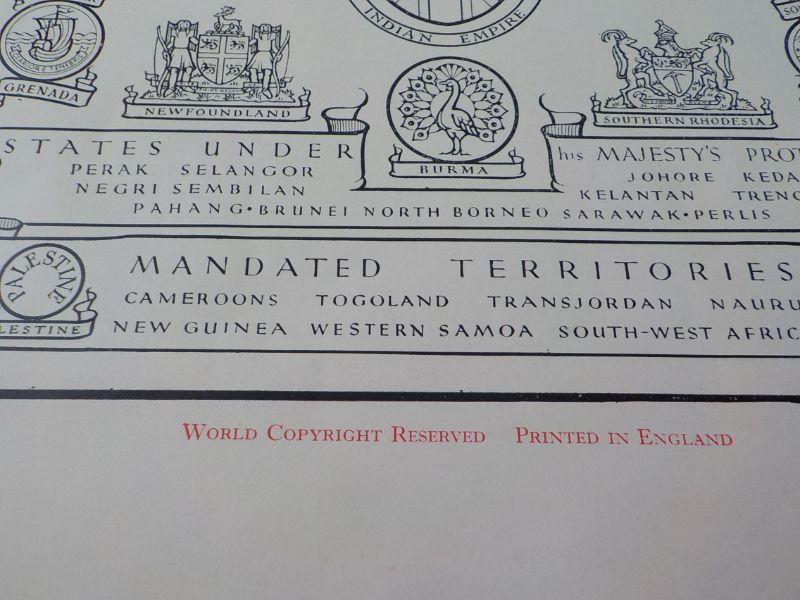 INDIAN EMPIRE
GRENADA
NEWFOUNDLAND
BURMA
SOUTHERN RHODESIA
STATES UNDER his MAJESTY'S PROT
PERAK SELANGOR
JOHORE KEDA
NEGRI SEMBILAN
KELANTAN TRENG
PAHANG•BRUNEI NORTH BORNEO SARAWAK•PERLIS
PALESTINE
ALESTINE
MANDATED TERRITORIES
CAMEROONS TOGOLAND TRANSJORDAN NAURU
NEW GUINEA WESTERN SAMOA SOUTH-WEST AFRIC
WORLD COPYRIGHT RESERVED PRINTED IN ENGLAND